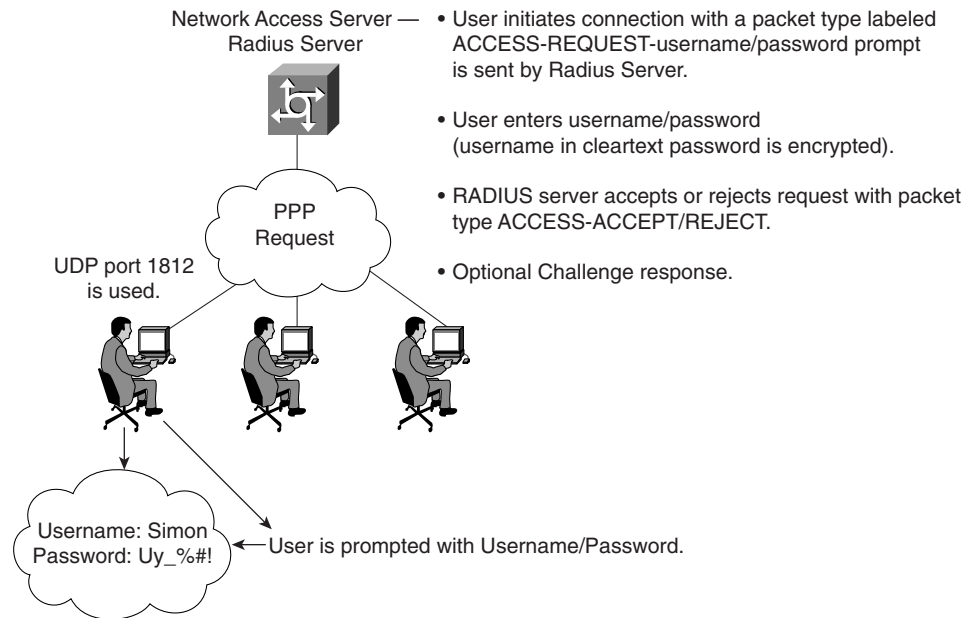 Network Access Server —
Radius Server
• User initiates connection with a packet type labeled
ACCESS-REQUEST-username/password prompt
is sent by Radius Server.
• User enters username/password
(username in cleartext password is encrypted).
• RADIUS server accepts or rejects request with packet
type ACCESS-ACCEPT/REJECT.
• Optional Challenge response.
PPP
Request
UDP port 1812
is used.
Username: Simon
Password: Uy_%#!
User is prompted with Username/Password.